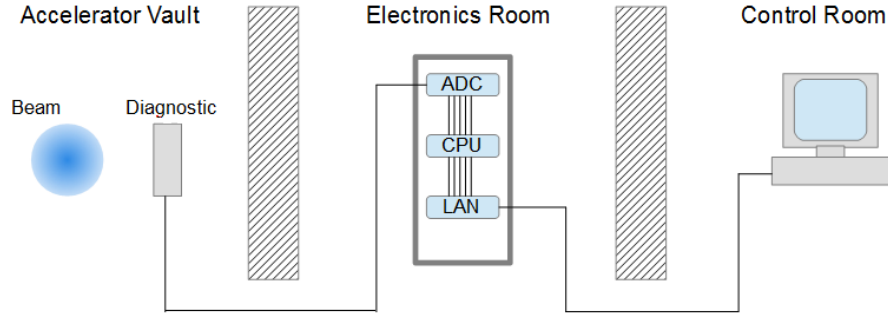 Accelerator Vault
Electronics Room
Control Room
Beam
Diagnostic
ADC
CPU
LAN